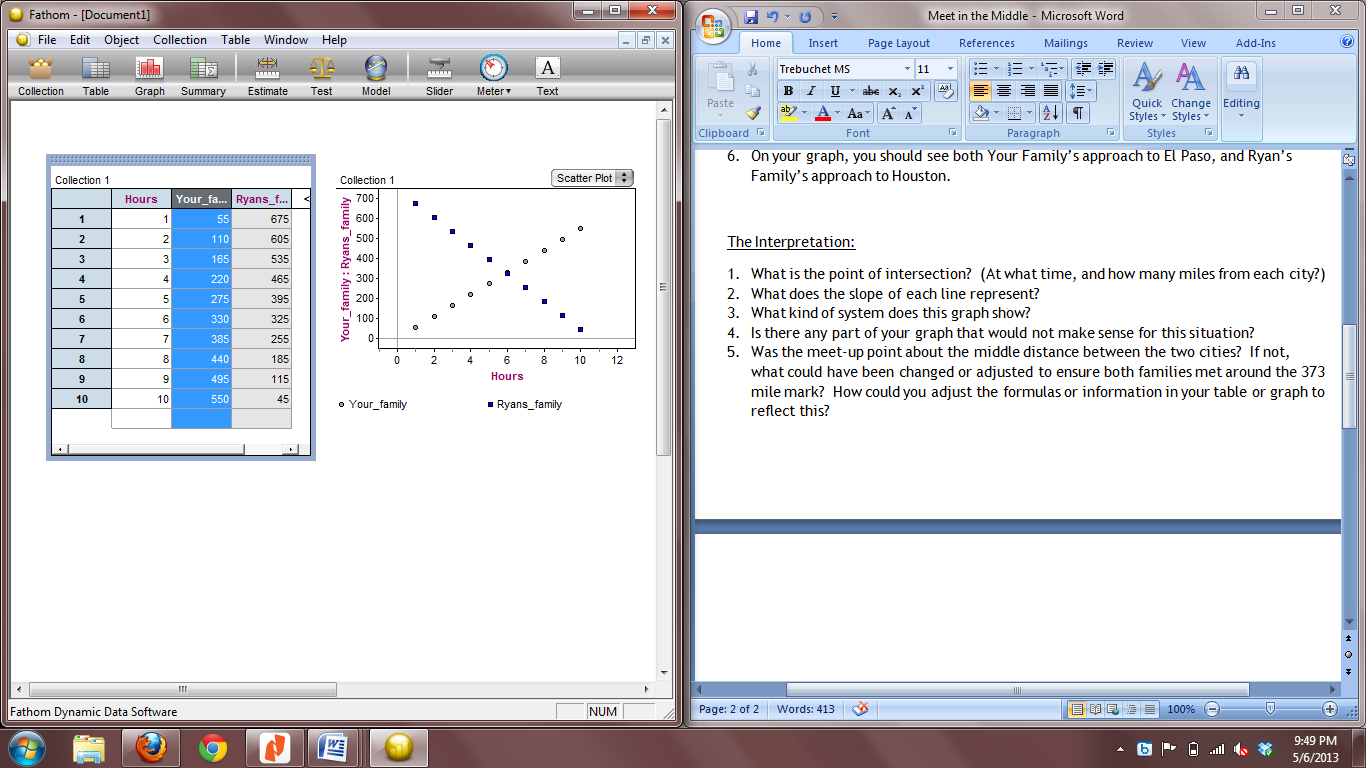 Fathom - [Document1]
File Edit Object Collection Table Window Help
Collection Table Graph Summary Estimate Test Model Slider Meter▾ Text
Collection 1
Hours Your_fa... Ryans_f... <
1 1 55 675
2 2 110 605
3 3 165 535
4 4 220 465
5 5 275 395
6 6 330 325
7 7 385 255
8 8 440 185
9 9 495 115
10 10 550 45
Collection 1 Scatter Plot
Your_family : Ryans_family
700
600
500
400
300
200
100
0
0 2 4 6 8 10 12
Hours
Your_family Ryans_family
Fathom Dynamic Data Software NUM
Meet in the Middle - Microsoft Word
Home Insert Page Layout References Mailings Review View Add-Ins
Paste
Clipboard
Trebuchet MS 11
B I U abc x₂ x²
ab A Aa A A
Font
Paragraph
Quick Styles Change Styles
Styles
Editing
6. On your graph, you should see both Your Family's approach to El Paso, and Ryan's
Family's approach to Houston.
The Interpretation:
1. What is the point of intersection? (At what time, and how many miles from each city?)
2. What does the slope of each line represent?
3. What kind of system does this graph show?
4. Is there any part of your graph that would not make sense for this situation?
5. Was the meet-up point about the middle distance between the two cities? If not,
what could have been changed or adjusted to ensure both families met around the 373
mile mark? How could you adjust the formulas or information in your table or graph to
reflect this?
Page: 2 of 2 Words: 413 100%
9:49 PM
5/6/2013